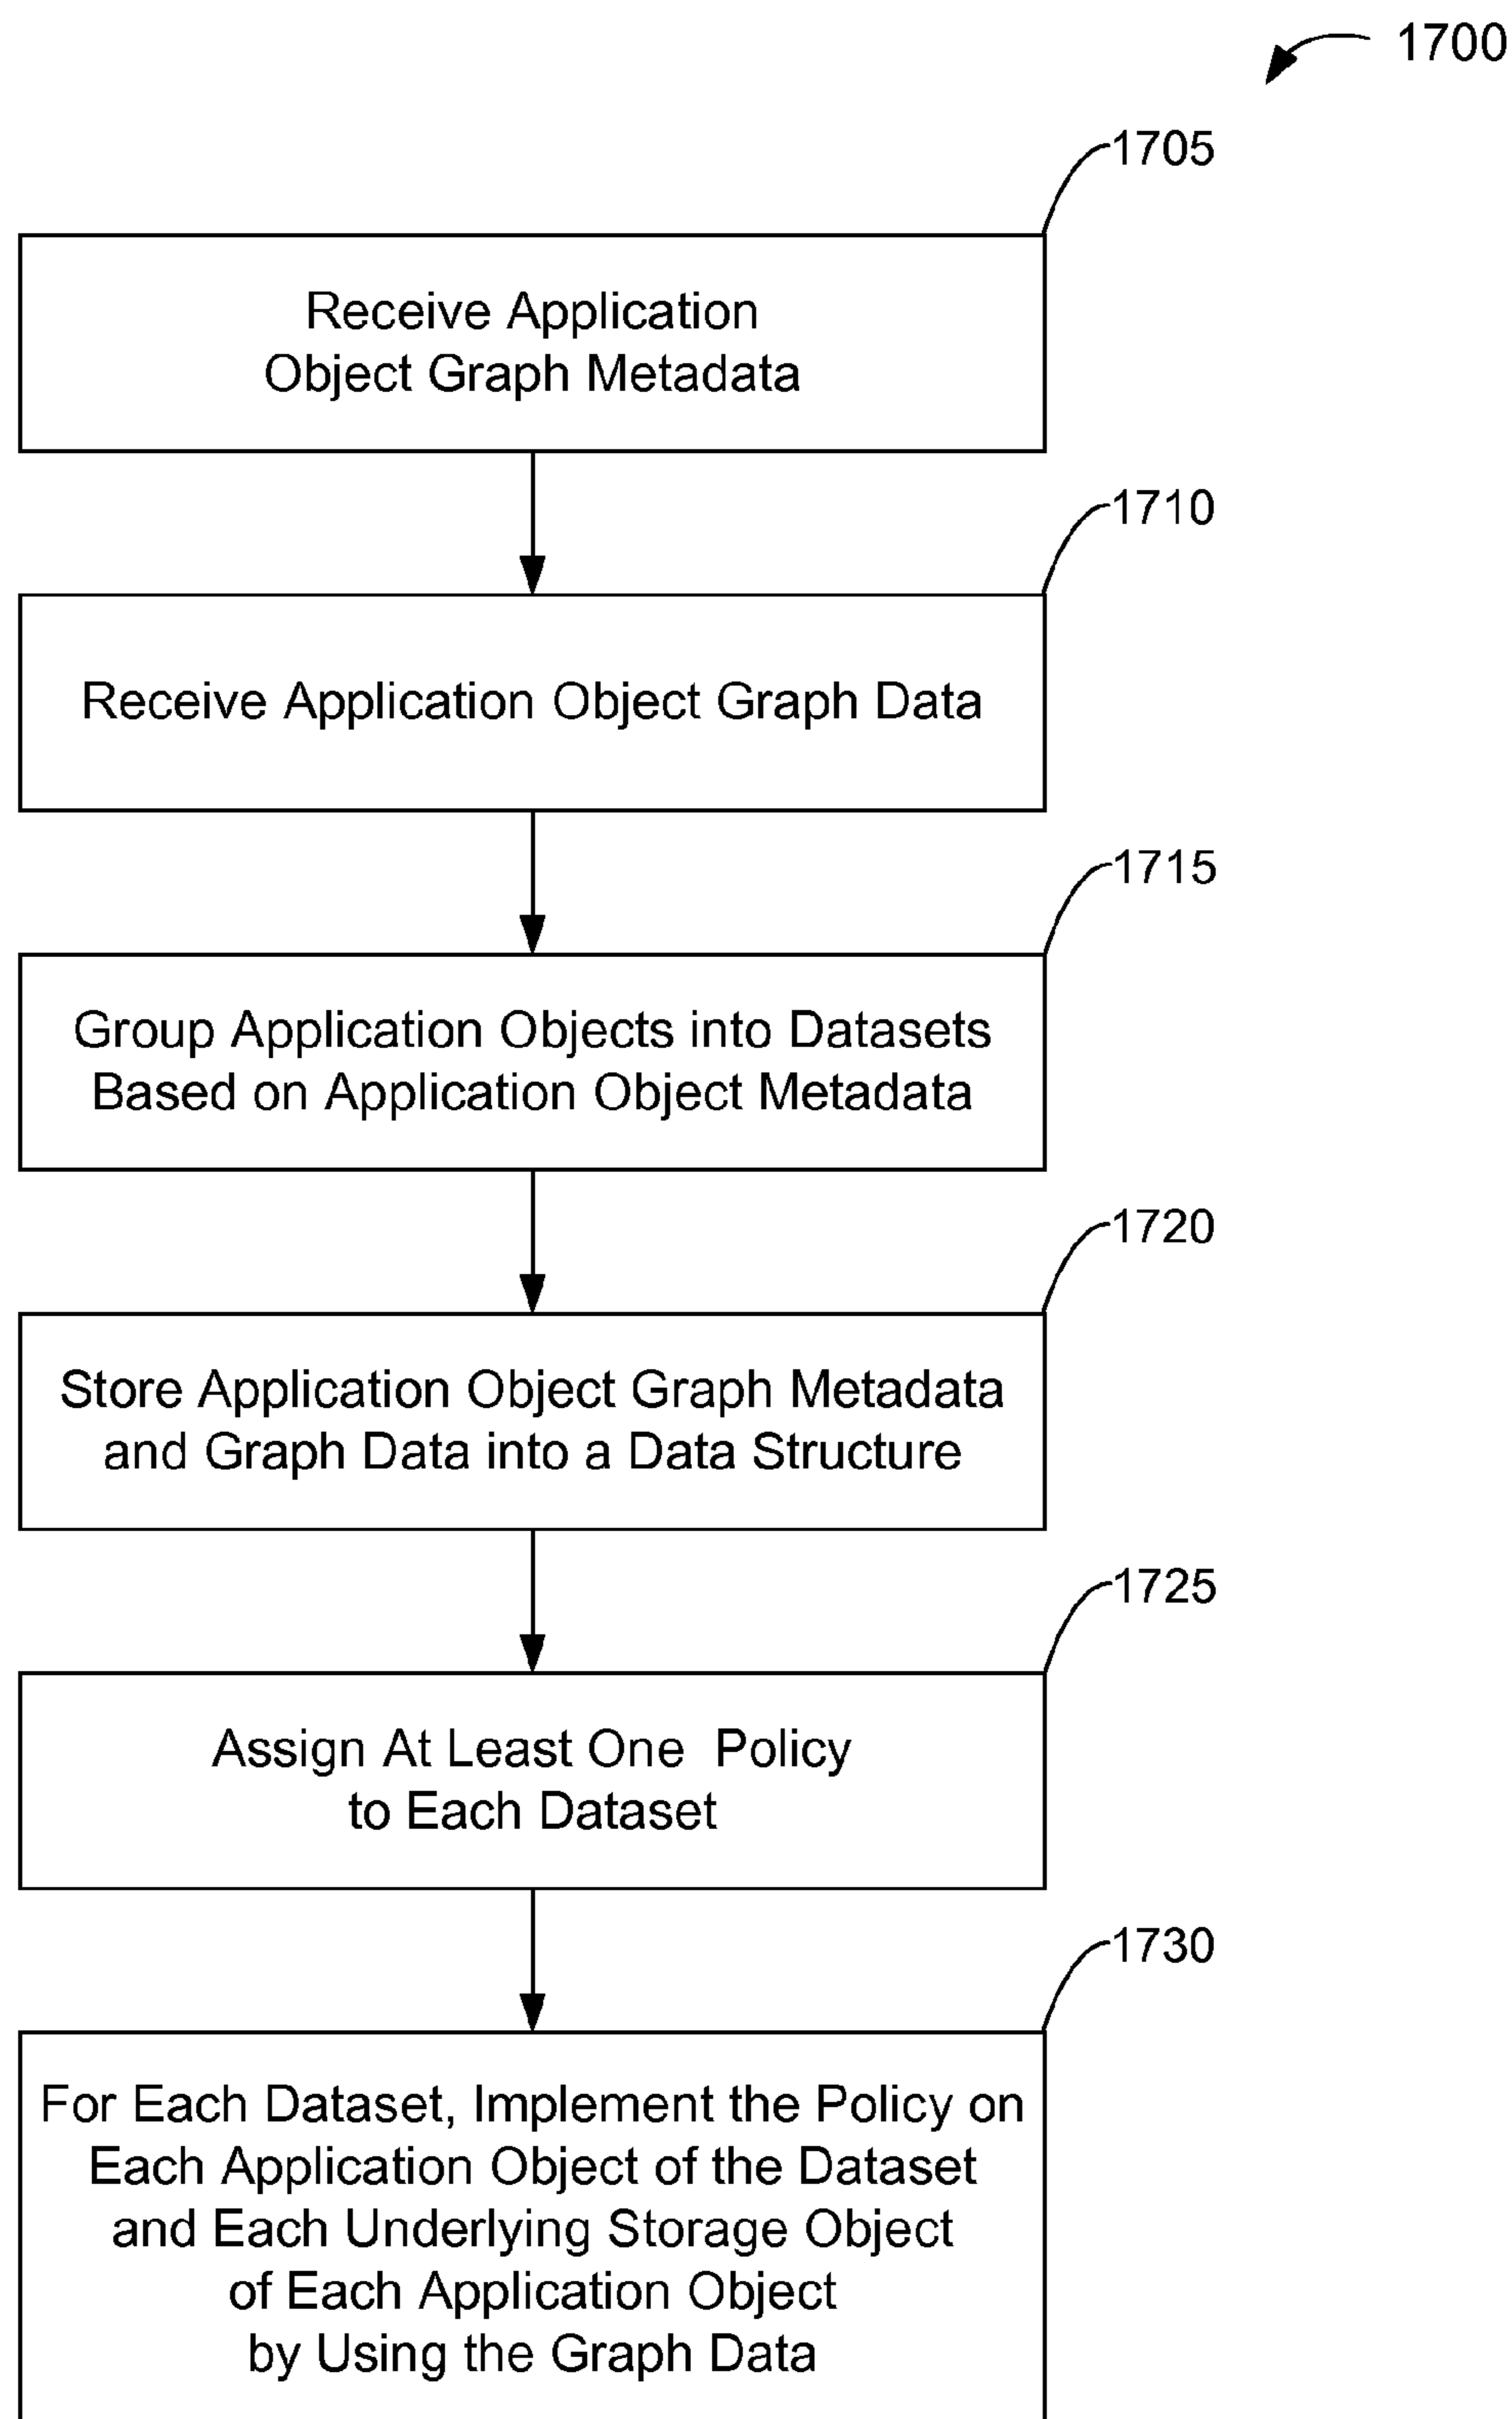 1700
1705
Receive Application
Object Graph Metadata
1710
Receive Application Object Graph Data
1715
Group Application Objects into Datasets
Based on Application Object Metadata
1720
Store Application Object Graph Metadata
and Graph Data into a Data Structure
1725
Assign At Least One Policy
to Each Dataset
1730
For Each Dataset, Implement the Policy on
Each Application Object of the Dataset
and Each Underlying Storage Object
of Each Application Object
by Using the Graph Data